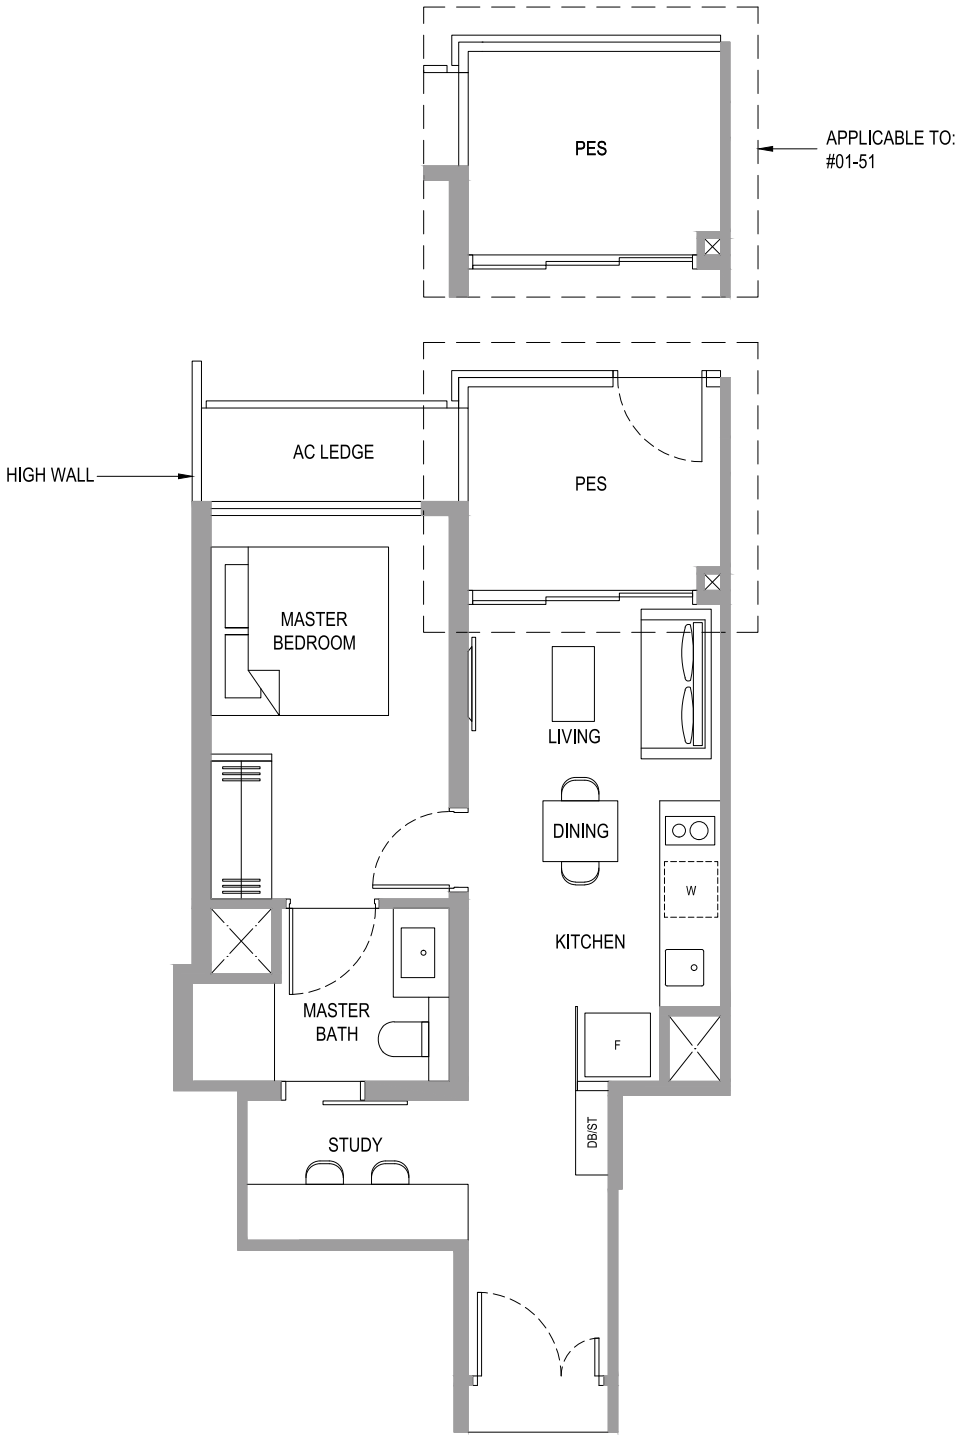 PES
APPLICABLE TO:
#01-51
AC LEDGE
HIGH WALL
PES
MASTER
BEDROOM
LIVING
DINING
W
KITCHEN
MASTER
BATH
F
DB/ST
STUDY